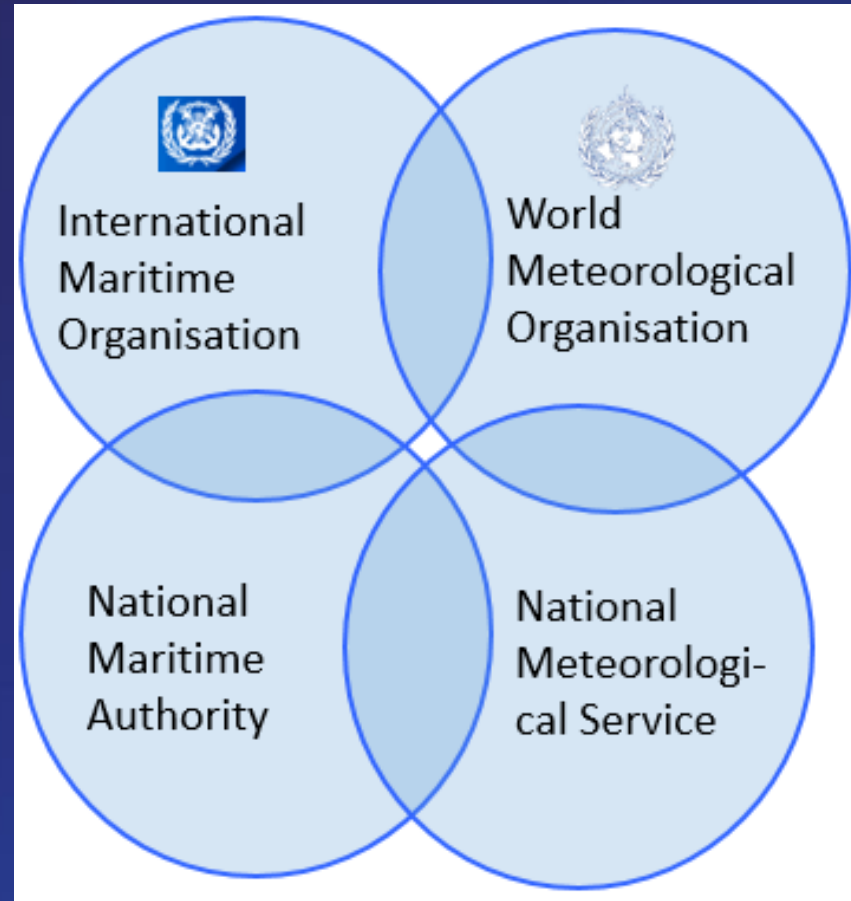 International
Maritime
Organisation
World
Meteorological
Organisation
National
Maritime
Authority
National
Meteorologi-
cal Service